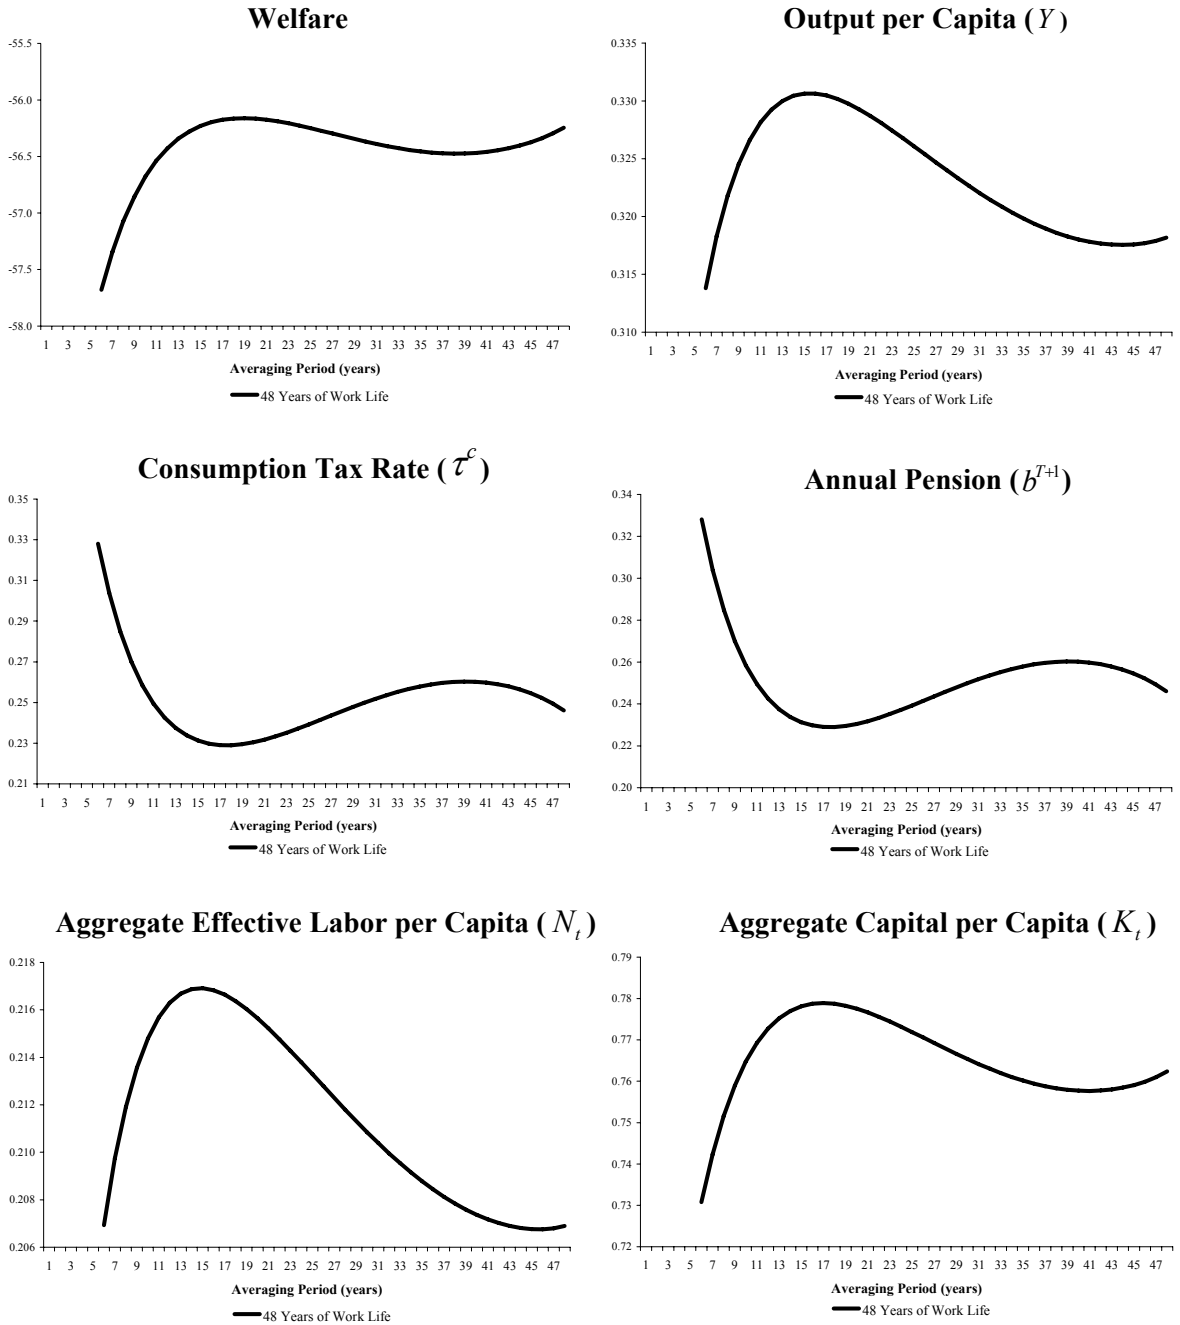 Welfare
-55.5
-56.0
-56.5
-57.0
-57.5
-58.0
1 3 5 7 9 11 13 15 17 19 21 23 25 27 29 31 33 35 37 39 41 43 45 47
Averaging Period (years)
48 Years of Work Life
Output per Capita (Y)
0.335
0.330
0.325
0.320
0.315
0.310
1 3 5 7 9 11 13 15 17 19 21 23 25 27 29 31 33 35 37 39 41 43 45 47
Averaging Period (years)
48 Years of Work Life
Consumption Tax Rate (τ^c)
0.35
0.33
0.31
0.29
0.27
0.25
0.23
0.21
1 3 5 7 9 11 13 15 17 19 21 23 25 27 29 31 33 35 37 39 41 43 45 47
Averaging Period (years)
48 Years of Work Life
Annual Pension (b^{T+1})
0.34
0.32
0.30
0.28
0.26
0.24
0.22
0.20
1 3 5 7 9 11 13 15 17 19 21 23 25 27 29 31 33 35 37 39 41 43 45 47
Averaging Period (years)
48 Years of Work Life
Aggregate Effective Labor per Capita (N_t)
0.218
0.216
0.214
0.212
0.210
0.208
0.206
1 3 5 7 9 11 13 15 17 19 21 23 25 27 29 31 33 35 37 39 41 43 45 47
Averaging Period (years)
48 Years of Work Life
Aggregate Capital per Capita (K_t)
0.79
0.78
0.77
0.76
0.75
0.74
0.73
0.72
1 3 5 7 9 11 13 15 17 19 21 23 25 27 29 31 33 35 37 39 41 43 45 47
Averaging Period (years)
48 Years of Work Life